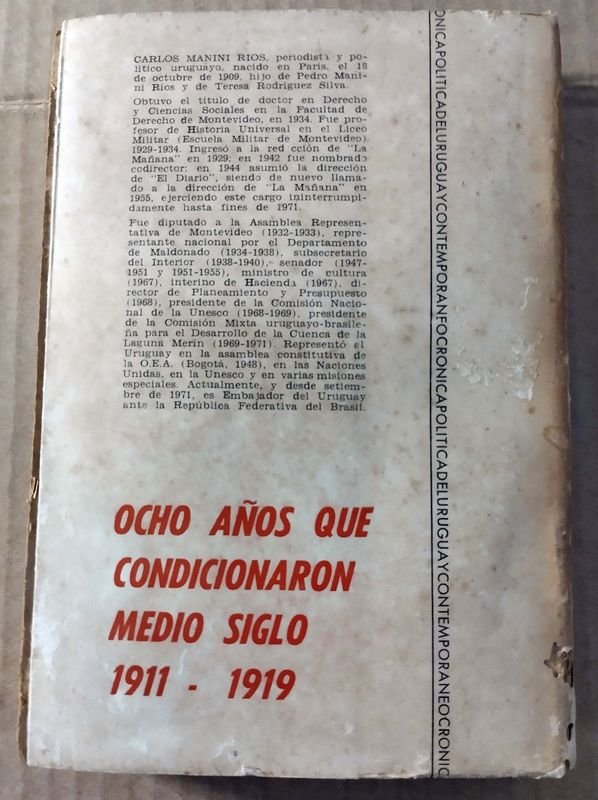 CARLOS MANINI RIOS, periodista y po-
lítico uruguayo, nacido en París, el 18
de octubre de 1909, hijo de Pedro Mani-
ni Ríos y de Teresa Rodríguez Silva.
Obtuvo el título de doctor en Derecho
y Ciencias Sociales en la Facultad de
Derecho de Montevideo, en 1934. Fue pro-
fesor de Historia Universal en el Liceo
Militar (Escuela Militar de Montevideo)
1929-1934. Ingresó a la red cción de "La
Mañana" en 1929; en 1942 fue nombrado
codirector; en 1944 asumió la dirección
de "El Diario", siendo de nuevo llama-
do a la dirección de "La Mañana" en
1955, ejerciendo este cargo ininterrumpi-
damente hasta fines de 1971.
Fue diputado a la Asamblea Represen-
tativa de Montevideo (1932-1933), repre-
sentante nacional por el Departamento
de Maldonado (1934-1938), subsecretario
del Interior (1938-1940), senador (1947-
1951 y 1951-1955), ministro de cultura
(1967), interino de Hacienda (1967), di-
rector de Planeamiento y Presupuesto
(1968), presidente de la Comisión Nacio-
nal de la Unesco (1968-1969), presidente
de la Comisión Mixta uruguayo-brasile-
ña para el Desarrollo de la Cuenca de la
Laguna Merin (1969-1971). Representó al
Uruguay en la asamblea constitutiva de
la O.E.A. (Bogotá, 1948), en las Naciones
Unidas, en la Unesco y en varias misiones
especiales. Actualmente, y desde setiem-
bre de 1971, es Embajador del Uruguay
ante la República Federativa del Brasil.
OCHO AÑOS QUE
CONDICIONARON
MEDIO SIGLO
1911 - 1919
ONICAPOLITICADELURUGUAYCONTEMPORANEOCRONICAPOLITICADELURUGUAYCONTEMPORANEOCRONIC